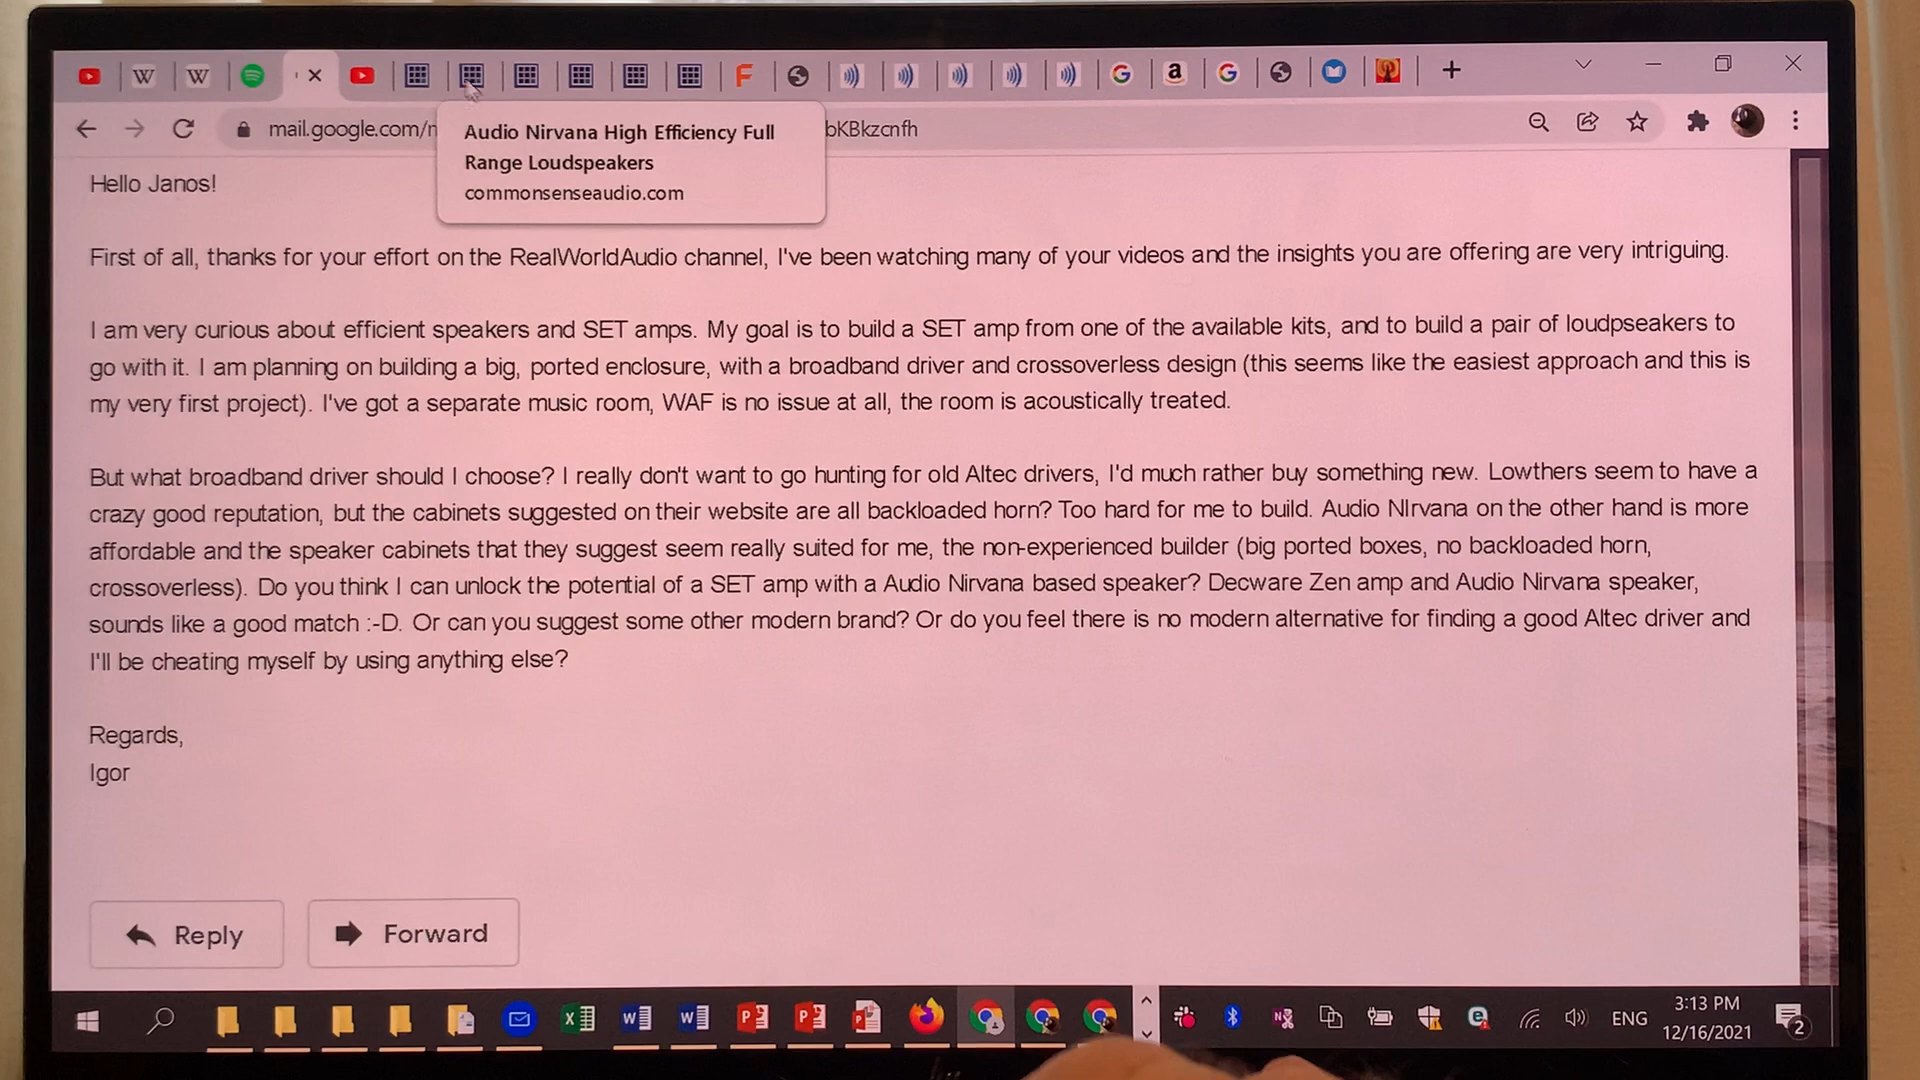 mail.google.com/
bKBkzcnfh
Audio Nirvana High Efficiency Full
Range Loudspeakers
commonsenseaudio.com
Hello Janos!
First of all, thanks for your effort on the RealWorldAudio channel, I've been watching many of your videos and the insights you are offering are very intriguing.
I am very curious about efficient speakers and SET amps. My goal is to build a SET amp from one of the available kits, and to build a pair of loudpseakers to
go with it. I am planning on building a big, ported enclosure, with a broadband driver and crossoverless design (this seems like the easiest approach and this is
my very first project). I've got a separate music room, WAF is no issue at all, the room is acoustically treated.
But what broadband driver should I choose? I really don't want to go hunting for old Altec drivers, I'd much rather buy something new. Lowthers seem to have a
crazy good reputation, but the cabinets suggested on their website are all backloaded horn? Too hard for me to build. Audio NIrvana on the other hand is more
affordable and the speaker cabinets that they suggest seem really suited for me, the non-experienced builder (big ported boxes, no backloaded horn,
crossoverless). Do you think I can unlock the potential of a SET amp with a Audio Nirvana based speaker? Decware Zen amp and Audio Nirvana speaker,
sounds like a good match :-D. Or can you suggest some other modern brand? Or do you feel there is no modern alternative for finding a good Altec driver and
I'll be cheating myself by using anything else?
Regards,
Igor
Reply
Forward
ENG
3:13 PM
12/16/2021
2